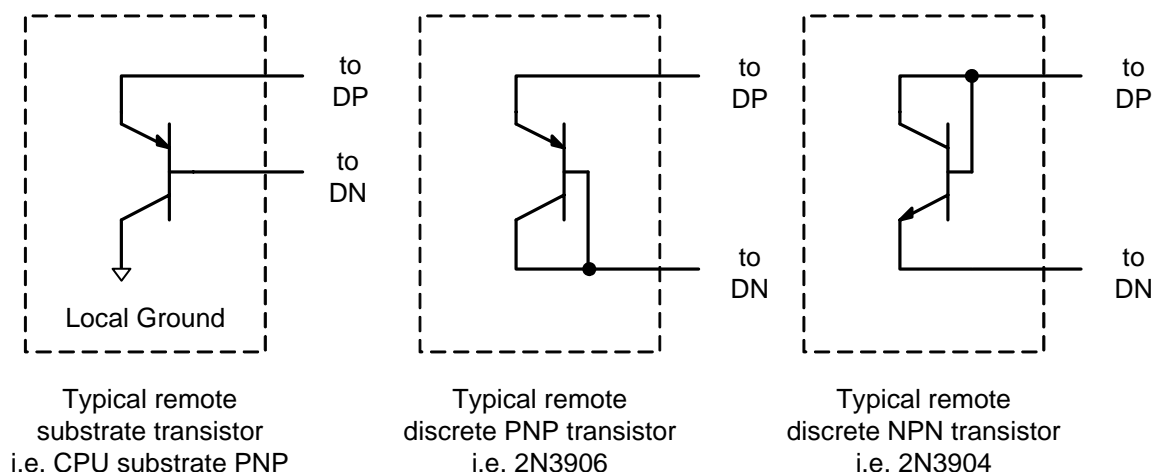 to
DP
to
DN
Local Ground
Typical remote
substrate transistor
i.e. CPU substrate PNP
to
DP
to
DN
Typical remote
discrete PNP transistor
i.e. 2N3906
to
DP
to
DN
Typical remote
discrete NPN transistor
i.e. 2N3904